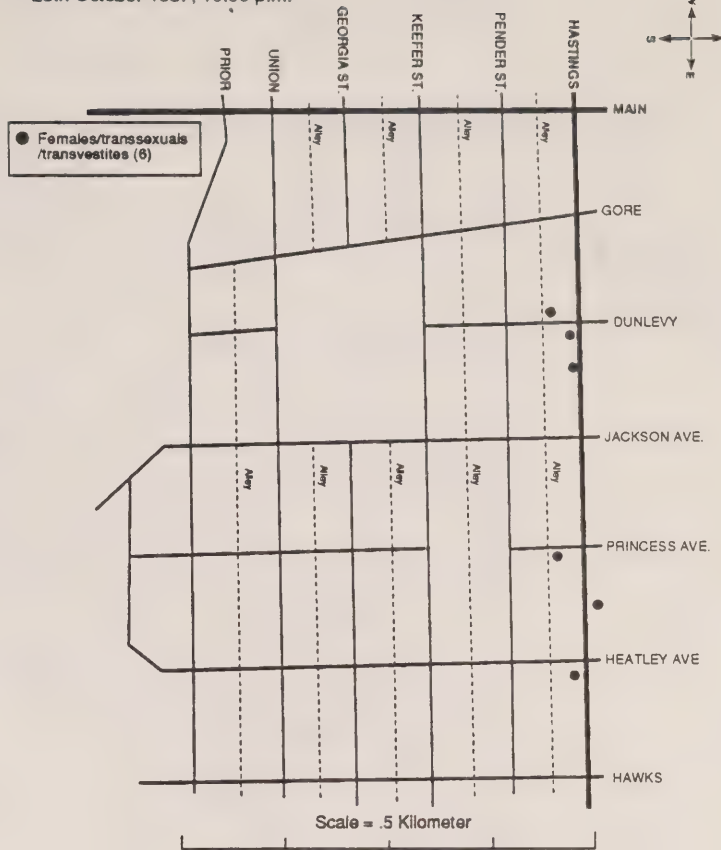 PRIOR
UNION
GEORGIA ST.
KEEFER ST.
PENDER ST.
HASTINGS
S
E
MAIN
Females/transsexuals
/transvestites (6)
Alley
Alley
Alley
Alley
GORE
DUNLEVY
JACKSON AVE.
Alley
Alley
Alley
Alley
Alley
PRINCESS AVE.
HEATLEY AVE
HAWKS
Scale = .5 Kilometer